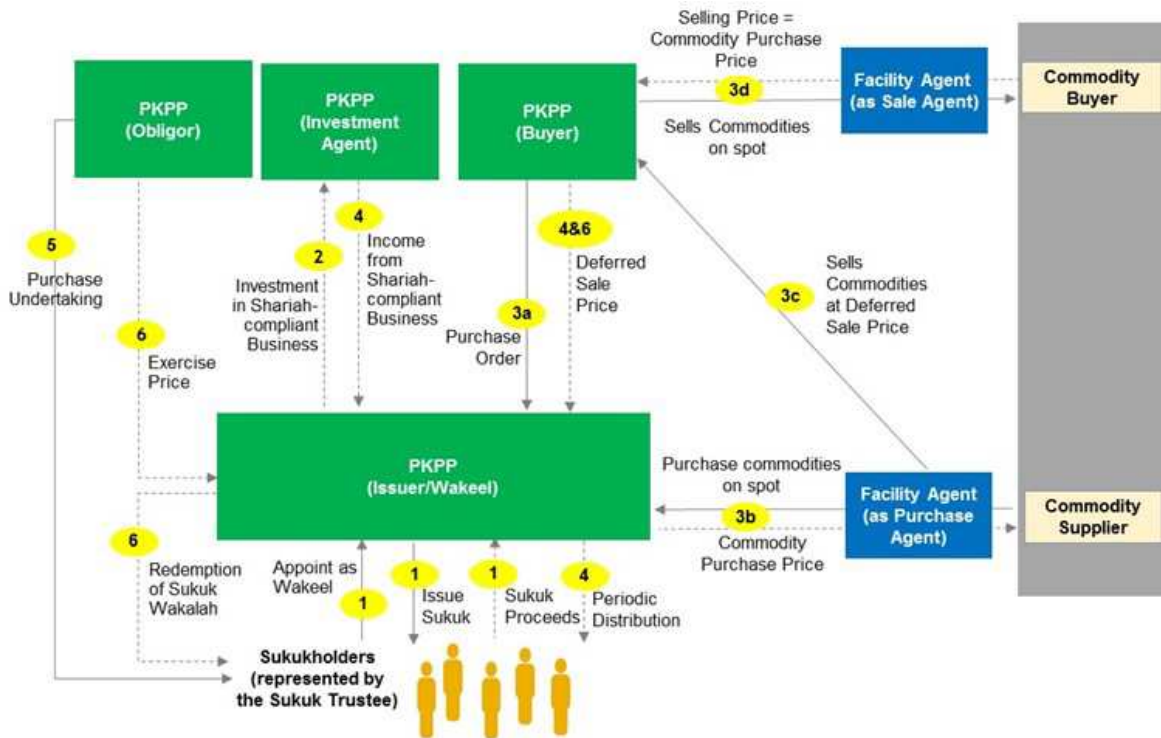 Selling Price =
Commodity Purchase
Price
3d
Sells Commodities
on spot
Facility Agent
(as Sale Agent)
Commodity
Buyer
PKPP
(Obligor)
PKPP
(Investment
Agent)
PKPP
(Buyer)
5
Purchase
Undertaking
6
Exercise
Price
2
Investment
in Shariah-
compliant
Business
4
Income
from
Shariah-
compliant
Business
3a
Purchase
Order
4&6
Deferred
Sale
Price
3c
Sells
Commodities
at Deferred
Sale Price
PKPP
(Issuer/Wakeel)
Purchase commodities
on spot
3b
Commodity
Purchase Price
Facility Agent
(as Purchase
Agent)
Commodity
Supplier
6
Redemption
of Sukuk
Wakalah
Appoint as
Wakeel
1
1
Issue
Sukuk
1
Sukuk
Proceeds
4
Periodic
Distribution
Sukukholders
(represented by
the Sukuk Trustee)